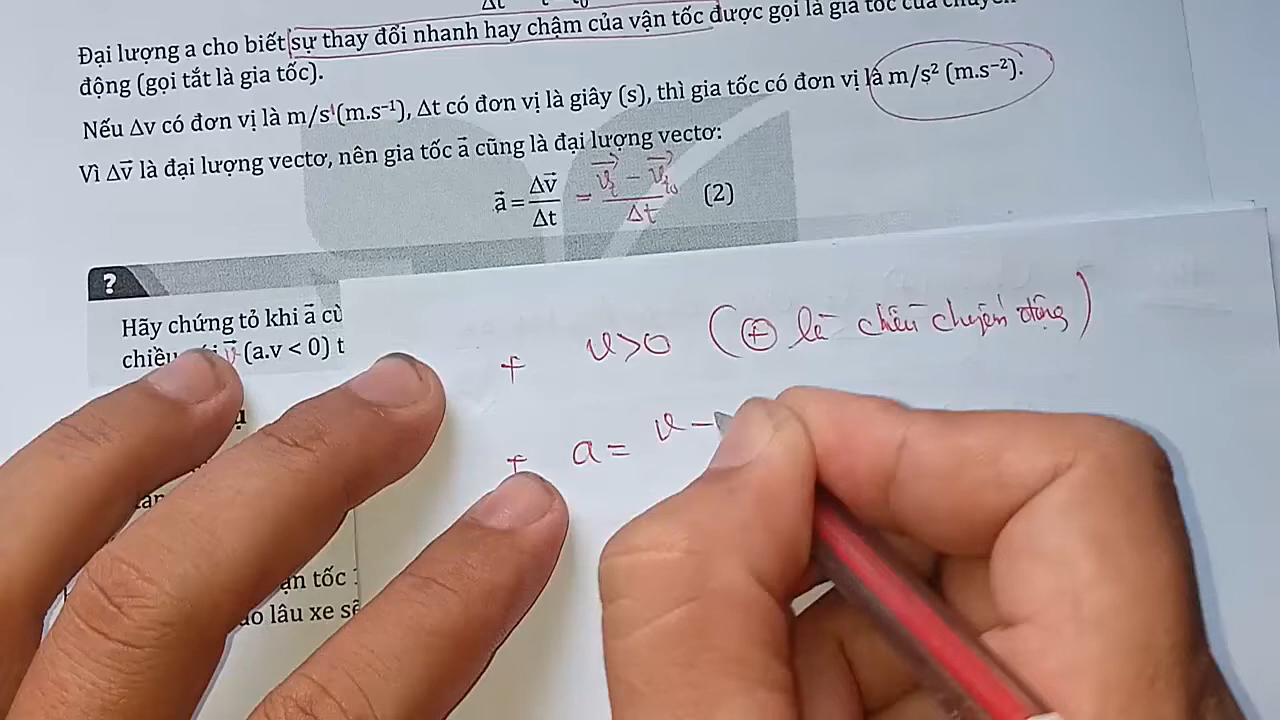 Δt
Đại lượng a cho biết sự thay đổi nhanh hay chậm của vận tốc được gọi là gia tốc của
động (gọi tắt là gia tốc).
Nếu Δv có đơn vị là m/s (m.s⁻¹), Δt có đơn vị là giây (s), thì gia tốc có đơn vị là m/s² (m.s⁻²).
Vì Δv⃗ là đại lượng vectơ, nên gia tốc a⃗ cũng là đại lượng vectơ:
a⃗ = Δv⃗/Δt = (v⃗t − v⃗t₀)/Δt (2)
?
Hãy chứng tỏ khi a⃗ cù
chiều v⃗ (a.v < 0) t
+ v>0 (⊕ là chiều chuyển động)
+ a = v −
ận tốc
ao lâu xe sẽ